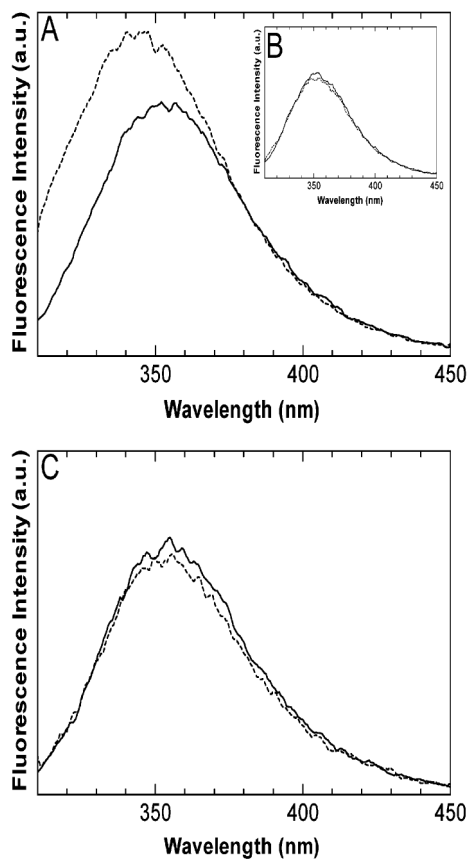 A
Fluorescence Intensity (a.u.)
350
400
450
Wavelength (nm)
B
Fluorescence Intensity (a.u.)
350
400
450
Wavelength (nm)
C
Fluorescence Intensity (a.u.)
350
400
450
Wavelength (nm)